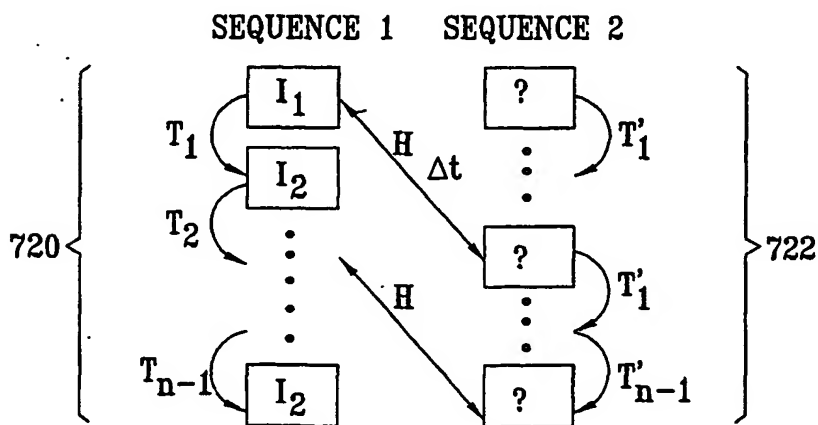 SEQUENCE 1 SEQUENCE 2
I1 ?
T1 H T'1
Δt
I2
T2
720 ? 722
H T'1
Tn-1 T'n-1
I2 ?